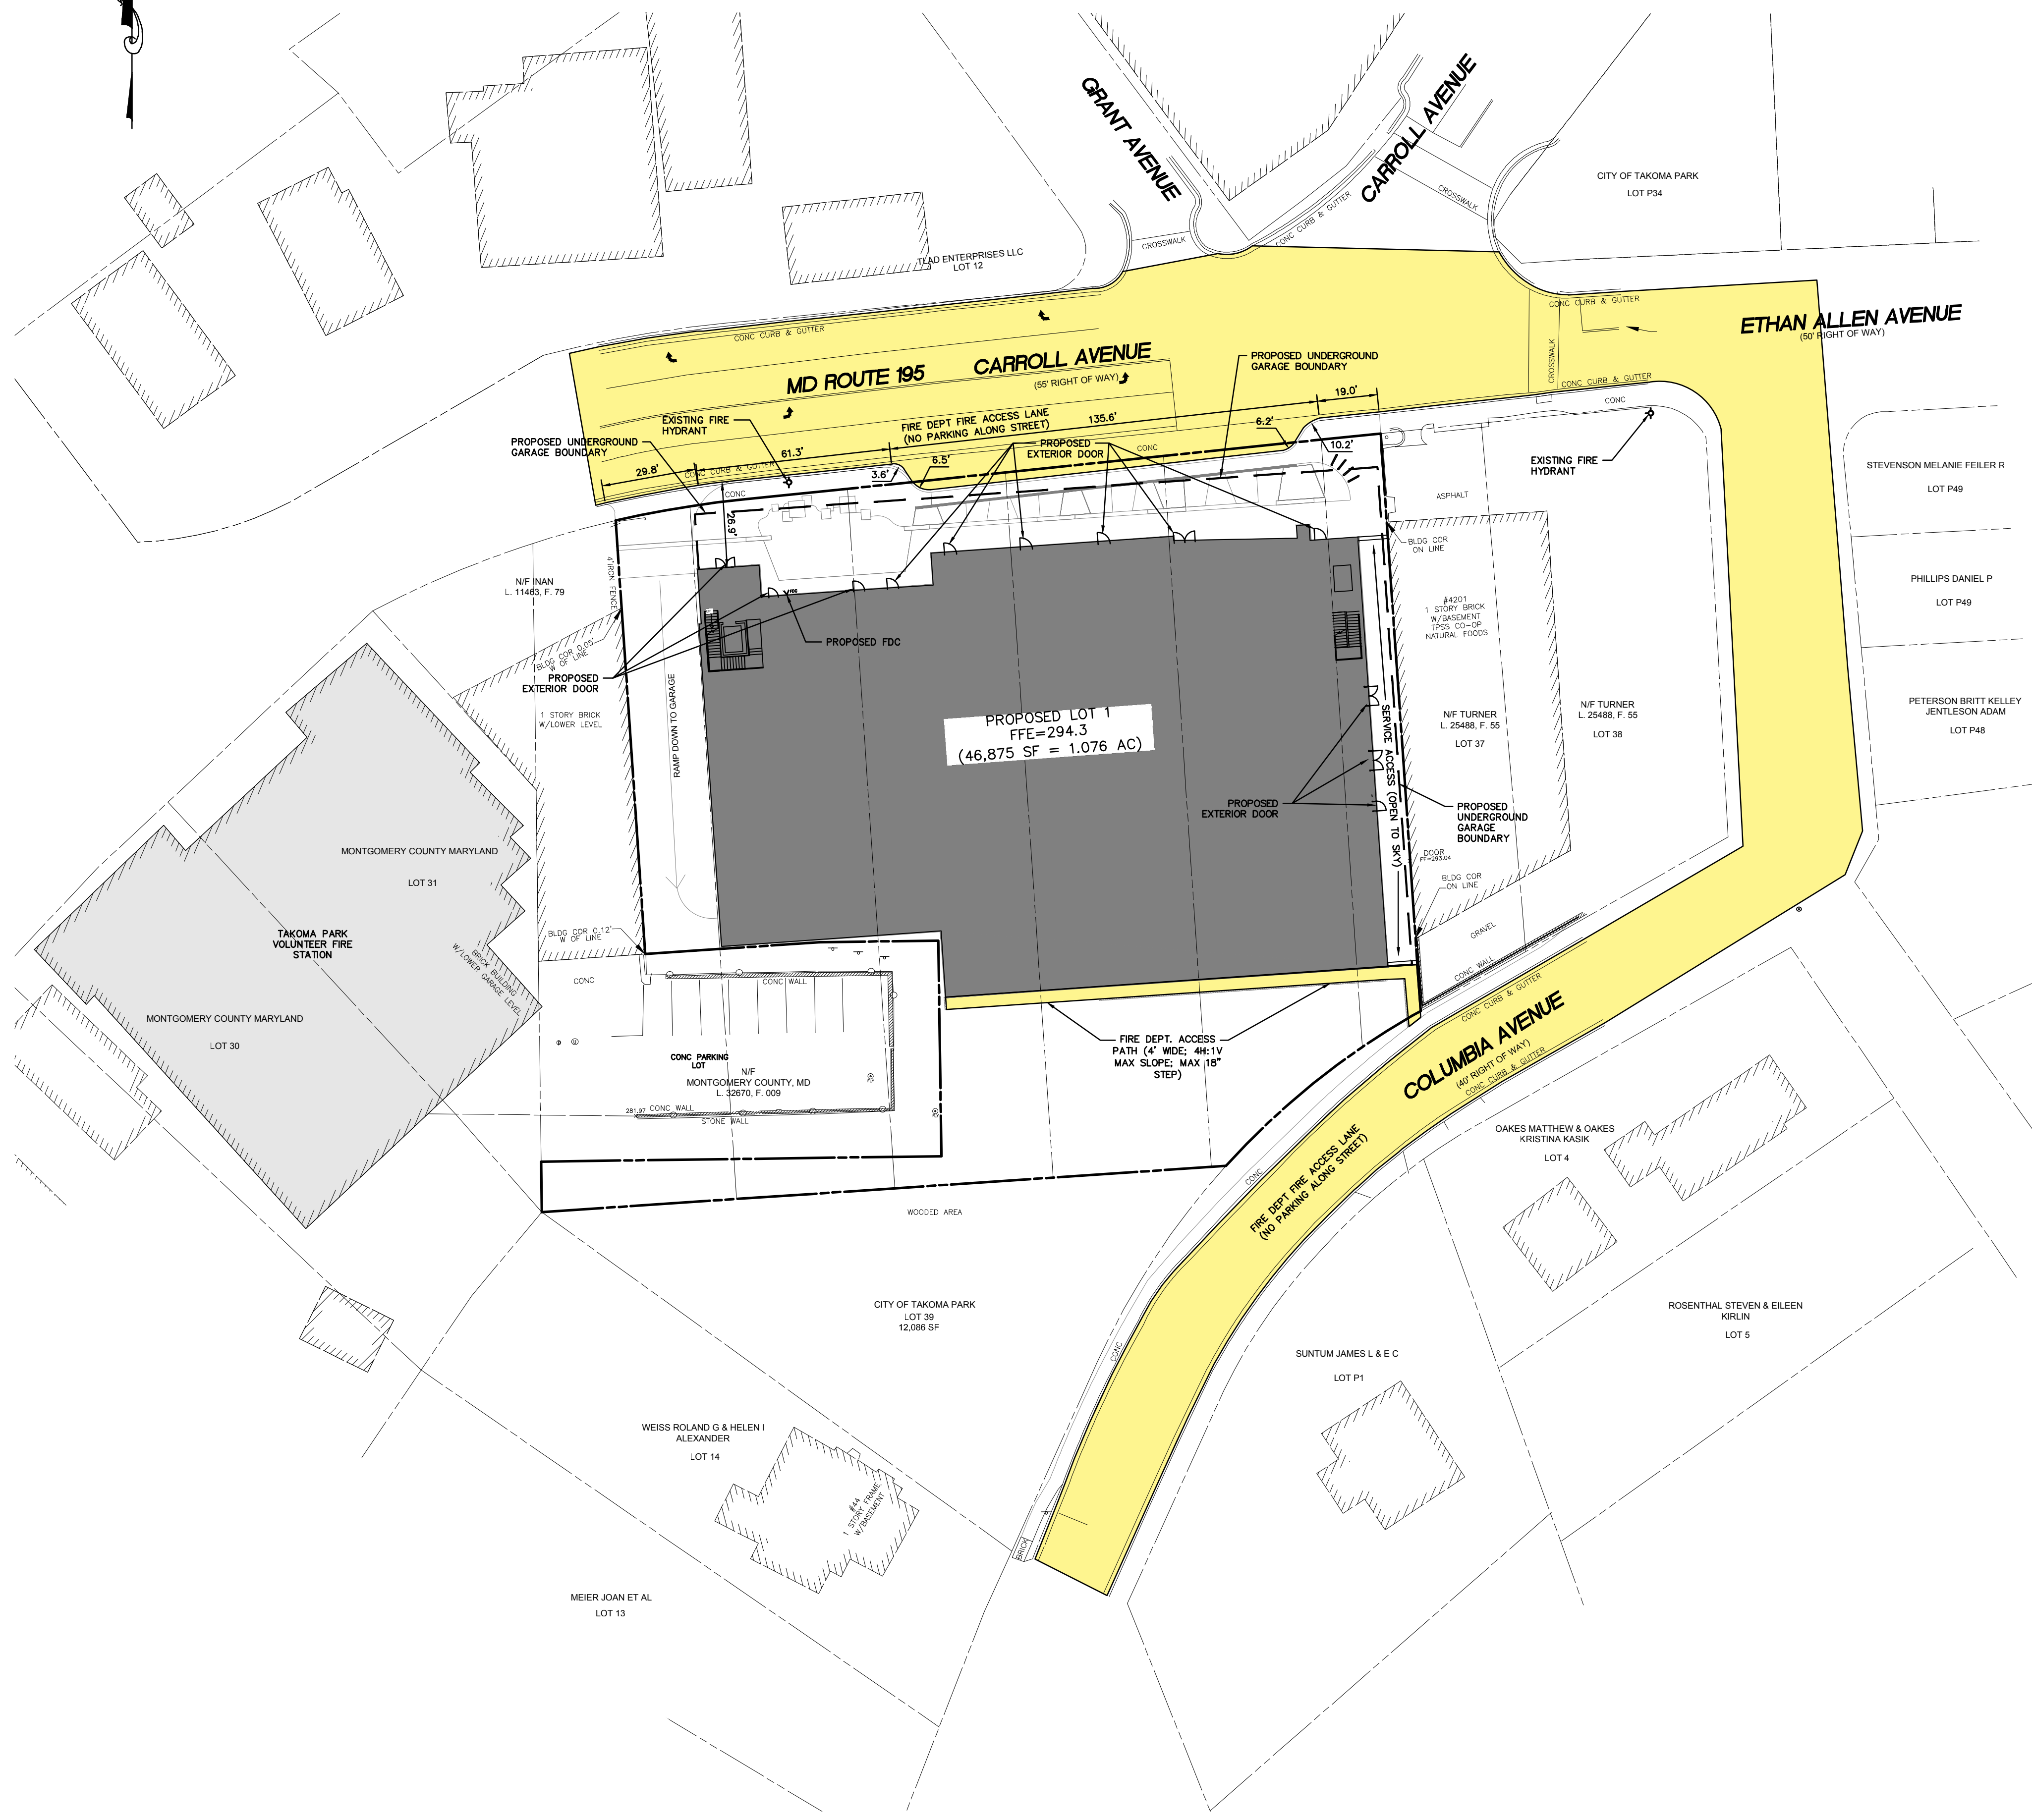 GRANT AVENUE
CARROLL AVENUE
CROSSWALK
CROSSWALK
CONC CURB & GUTTER
CITY OF TAKOMA PARK
LOT P34
TLAD ENTERPRISES LLC
LOT 12
CONC CURB & GUTTER
MD ROUTE 195
CARROLL AVENUE
(55' RIGHT OF WAY)
CONC CURB & GUTTER
CROSSWALK
CONC CURB & GUTTER
ETHAN ALLEN AVENUE
(50' RIGHT OF WAY)
PROPOSED UNDERGROUND
GARAGE BOUNDARY
19.0'
135.6'
FIRE DEPT FIRE ACCESS LANE
(NO PARKING ALONG STREET)
EXISTING FIRE
HYDRANT
PROPOSED UNDERGROUND
GARAGE BOUNDARY
61.3'
29.8'
CONC CURB & GUTTER
3.6'
6.5'
6.2'
10.2'
PROPOSED
EXTERIOR DOOR
CONC
CONC
CONC
26.9'
EXISTING FIRE
HYDRANT
ASPHALT
STEVENSON MELANIE FEILER R
LOT P49
BLDG COR
ON LINE
N/F INAN
L. 11463, F. 79
4' IRON FENCE
FDC
PROPOSED FDC
PHILLIPS DANIEL P
LOT P49
#4201
1 STORY BRICK
W/BASEMENT
TPSS CO-OP
NATURAL FOODS
BLDG COR 0.05'
W OF LINE
PROPOSED
EXTERIOR DOOR
1 STORY BRICK
W/LOWER LEVEL
RAMP DOWN TO GARAGE
PROPOSED LOT 1
FFE=294.3
(46,875 SF = 1.076 AC)
SERVICE ACCESS (OPEN TO SKY)
N/F TURNER
L. 25488, F. 55
LOT 37
N/F TURNER
L. 25488, F. 55
LOT 38
PETERSON BRITT KELLEY
JENTLESON ADAM
LOT P48
PROPOSED
EXTERIOR DOOR
PROPOSED
UNDERGROUND
GARAGE
BOUNDARY
DOOR
FF=293.04
BLDG COR
ON LINE
MONTGOMERY COUNTY MARYLAND
LOT 31
TAKOMA PARK
VOLUNTEER FIRE
STATION
BRICK BUILDING
W/LOWER GARAGE LEVEL
BLDG COR 0.12'
W OF LINE
CONC
CONC WALL
GRAVEL
CONC WALL
CONC CURB & GUTTER
COLUMBIA AVENUE
(40' RIGHT OF WAY)
CONC CURB & GUTTER
MONTGOMERY COUNTY MARYLAND
LOT 30
FIRE DEPT. ACCESS
PATH (4' WIDE; 4H:1V
MAX SLOPE; MAX 18"
STEP)
CONC PARKING
LOT
N/F
MONTGOMERY COUNTY, MD
L. 32670, F. 009
281.97
CONC WALL
STONE WALL
OAKES MATTHEW & OAKES
KRISTINA KASIK
LOT 4
FIRE DEPT FIRE ACCESS LANE
(NO PARKING ALONG STREET)
CONC
WOODED AREA
CITY OF TAKOMA PARK
LOT 39
12,086 SF
CONC
ROSENTHAL STEVEN & EILEEN
KIRLIN
LOT 5
SUNTUM JAMES L & E C
LOT P1
WEISS ROLAND G & HELEN I
ALEXANDER
LOT 14
#44
1 STORY FRAME
W/BASEMENT
BRICK
MEIER JOAN ET AL
LOT 13